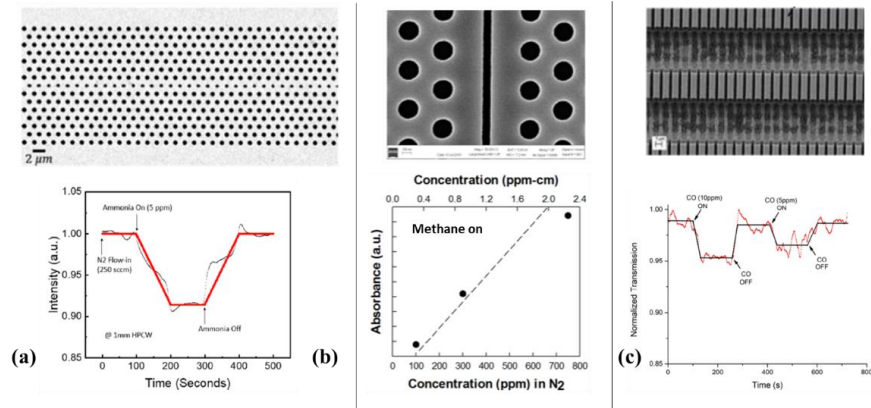 2 μm
1.05
1.00
0.95
0.90
0.85
Intensity (a.u.)
Ammonia On (5 ppm)
N2 Flow-in
(250 sccm)
Ammonia Off
@ 1mm HPCW
0 100 200 300 400 500
Time (Seconds)
(a)
Concentration (ppm-cm)
0.0 0.4 0.8 1.2 1.6 2.0 2.4
Methane on
Absorbance (a.u.)
0 100 200 300 400 500 600 700 800
Concentration (ppm) in N2
(b)
1.00
0.95
0.90
0.85
Normalized Transmission
CO (10ppm)
ON
CO (5ppm)
ON
CO
OFF
CO
OFF
0 200 400 600 800
Time (s)
(c)